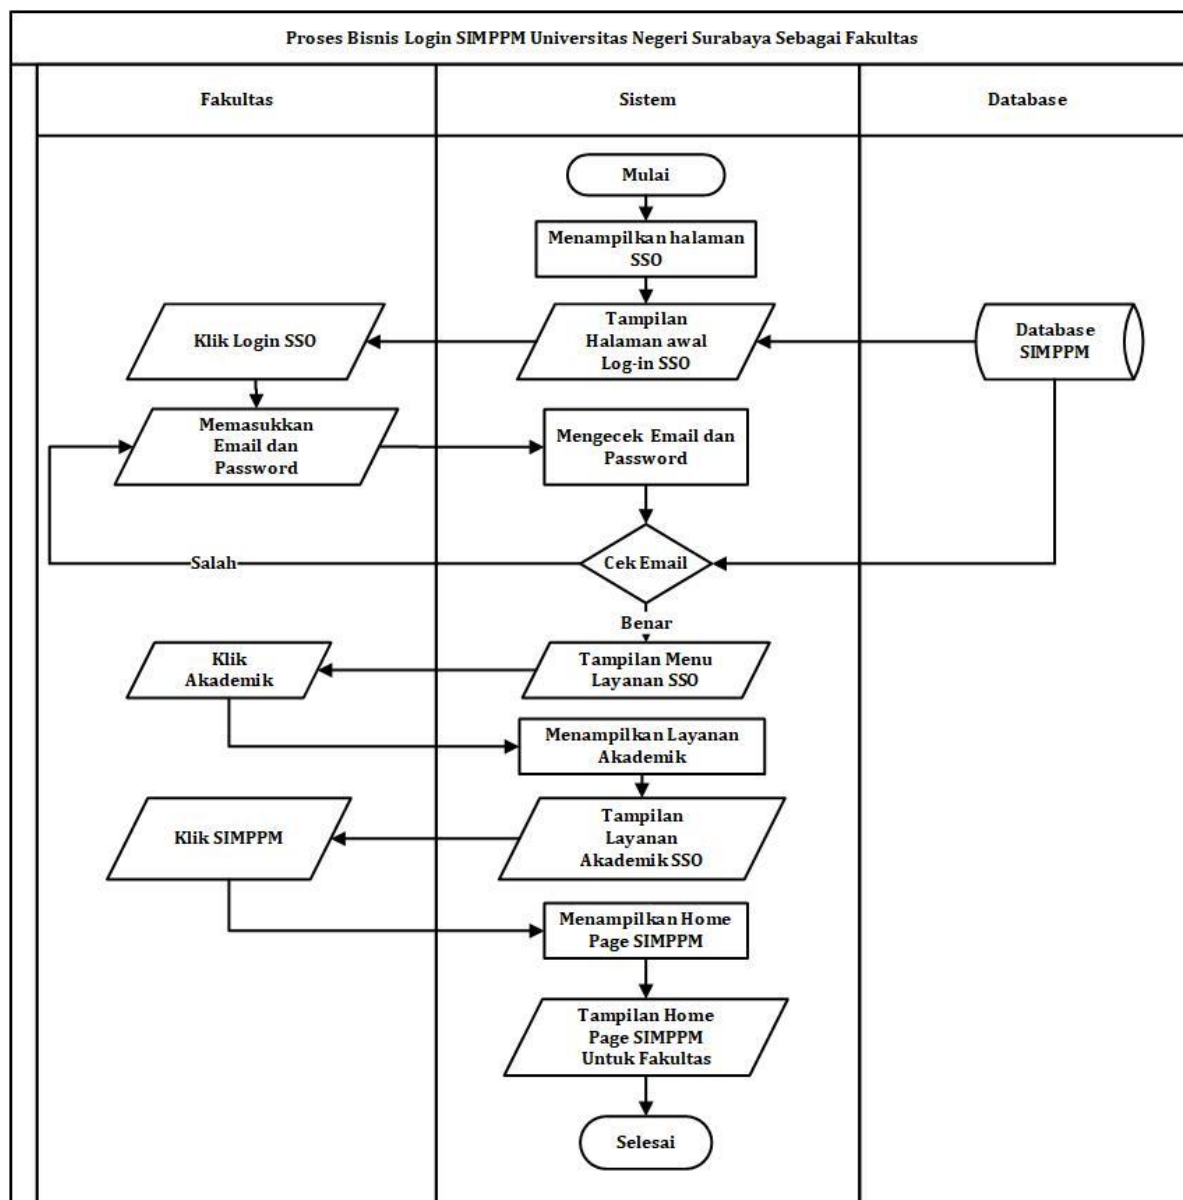 Proses Bisnis Login SIMPPM Universitas Negeri Surabaya Sebagai Fakultas
Fakultas
Sistem
Database
Mulai
Menampilkan halaman
SSO
Klik Login SSO
Tampilan
Halaman awal
Log-in SSO
Database
SIMPPM
Memasukkan
Email dan
Password
Mengecek Email dan
Password
Salah
Cek Email
Benar
Klik
Akademik
Tampilan Menu
Layanan SSO
Menampilkan Layanan
Akademik
Klik SIMPPM
Tampilan
Layanan
Akademik SSO
Menampilkan Home
Page SIMPPM
Tampilan Home
Page SIMPPM
Untuk Fakultas
Selesai